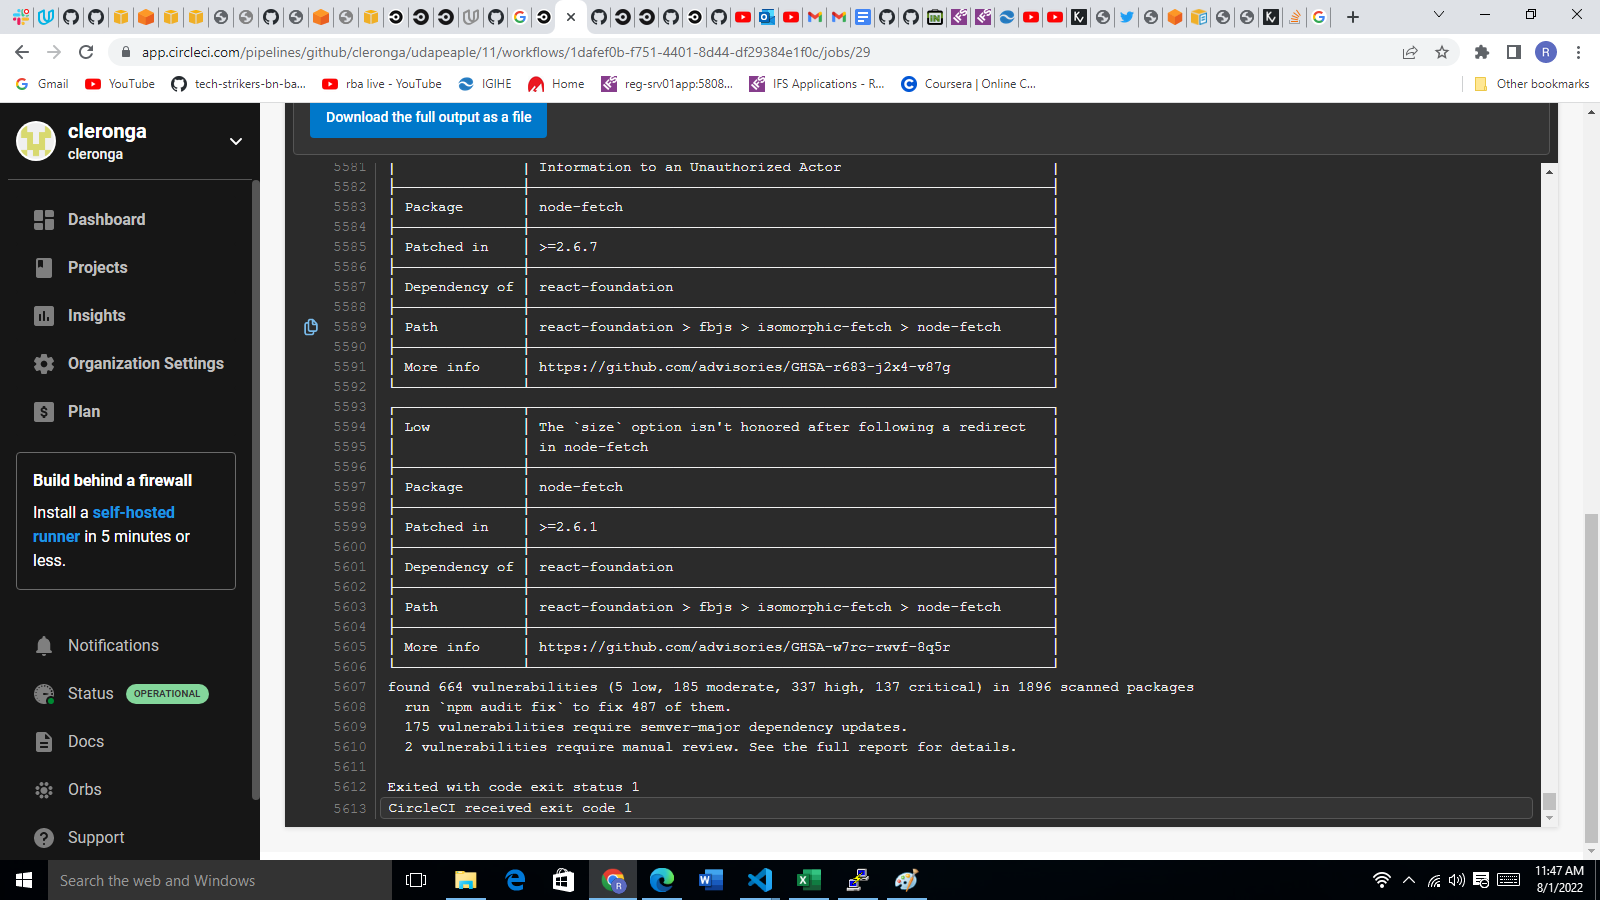 app.circleci.com/pipelines/github/cleronga/udapeaple/11/workflows/1dafef0b-f751-4401-8d44-df29384e1f0c/jobs/29
R
Gmail
YouTube
tech-strikers-bn-ba...
rba live - YouTube
IGIHE
Home
reg-srv01app:5808...
IFS Applications - R...
Coursera | Online C...
Other bookmarks
cleronga
cleronga
Dashboard
Projects
Insights
Organization Settings
Plan
Build behind a firewall
Install a self-hosted
runner in 5 minutes or
less.
Notifications
Status OPERATIONAL
Docs
Orbs
Support
Download the full output as a file
5581 Information to an Unauthorized Actor
5582
5583 Package node-fetch
5584
5585 Patched in >=2.6.7
5586
5587 Dependency of react-foundation
5588
5589 Path react-foundation > fbjs > isomorphic-fetch > node-fetch
5590
5591 More info https://github.com/advisories/GHSA-r683-j2x4-v87g
5592
5593
5594 Low The `size` option isn't honored after following a redirect
5595 in node-fetch
5596
5597 Package node-fetch
5598
5599 Patched in >=2.6.1
5600
5601 Dependency of react-foundation
5602
5603 Path react-foundation > fbjs > isomorphic-fetch > node-fetch
5604
5605 More info https://github.com/advisories/GHSA-w7rc-rwvf-8q5r
5606
5607 found 664 vulnerabilities (5 low, 185 moderate, 337 high, 137 critical) in 1896 scanned packages
5608 run `npm audit fix` to fix 487 of them.
5609 175 vulnerabilities require semver-major dependency updates.
5610 2 vulnerabilities require manual review. See the full report for details.
5611
5612 Exited with code exit status 1
5613 CircleCI received exit code 1
Search the web and Windows
11:47 AM
8/1/2022